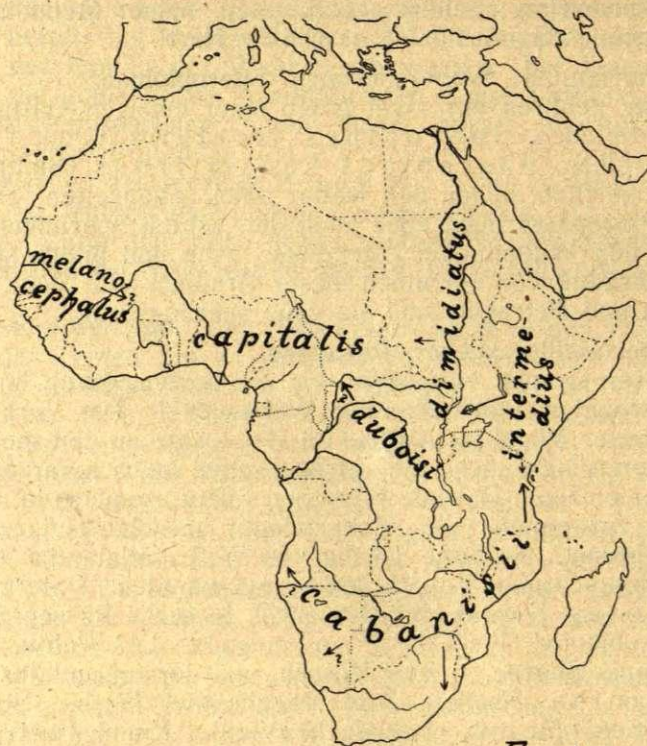 melano-
cephalus
?
capitalis
dimidiatus
interme
dius
?
duboisi
cabanisii
?
?